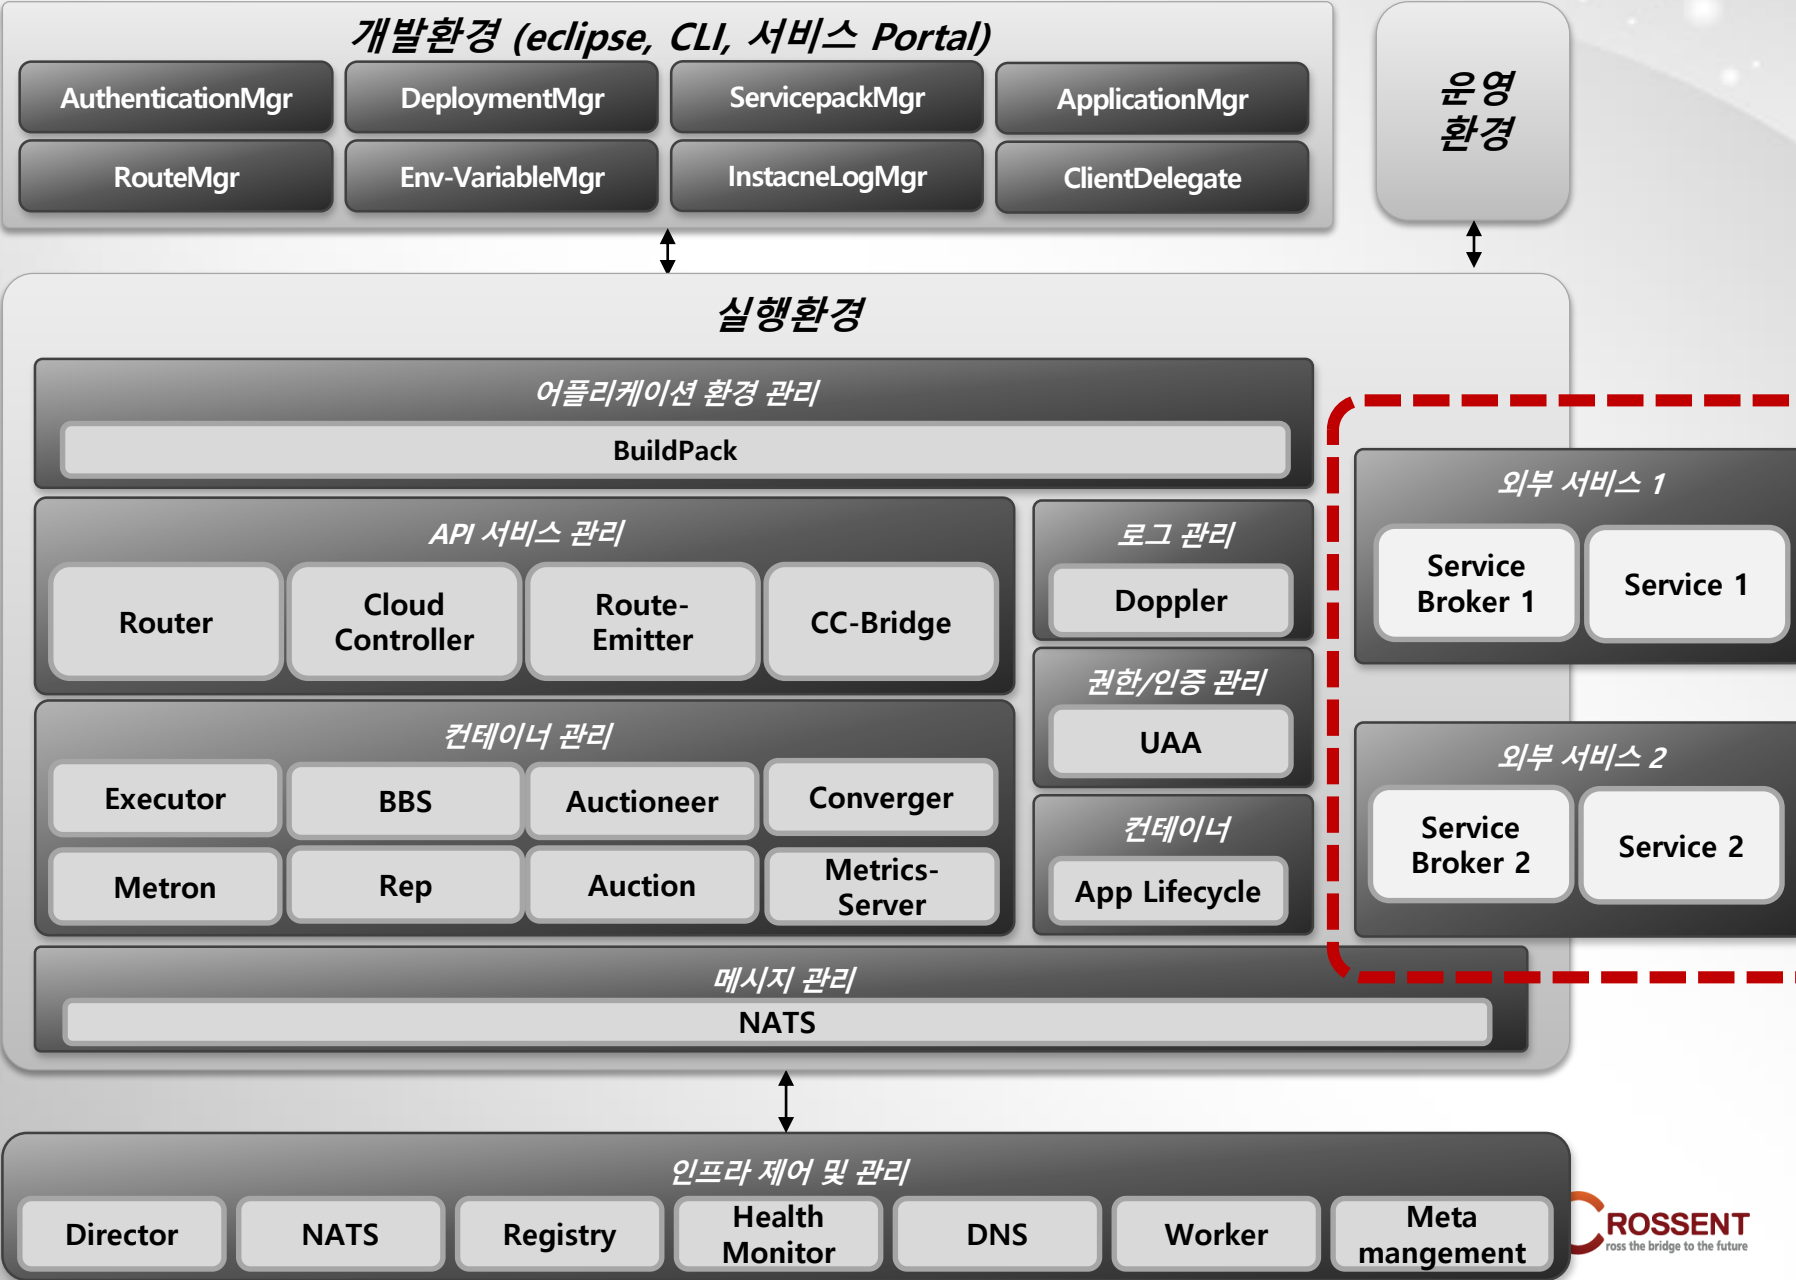 개발환경 (eclipse, CLI, 서비스 Portal)
AuthenticationMgr
DeploymentMgr
ServicepackMgr
ApplicationMgr
RouteMgr
Env-VariableMgr
InstacneLogMgr
ClientDelegate
운영
환경
실행환경
어플리케이션 환경 관리
BuildPack
API 서비스 관리
Router
Cloud
Controller
Route-
Emitter
CC-Bridge
로그 관리
Doppler
권한/인증 관리
UAA
컨테이너 관리
Executor
BBS
Auctioneer
Converger
Metron
Rep
Auction
Metrics-
Server
컨테이너
App Lifecycle
외부 서비스 1
Service
Broker 1
Service 1
외부 서비스 2
Service
Broker 2
Service 2
메시지 관리
NATS
인프라 제어 및 관리
Director
NATS
Registry
Health
Monitor
DNS
Worker
Meta
mangement
CROSSENT
ross the bridge to the future